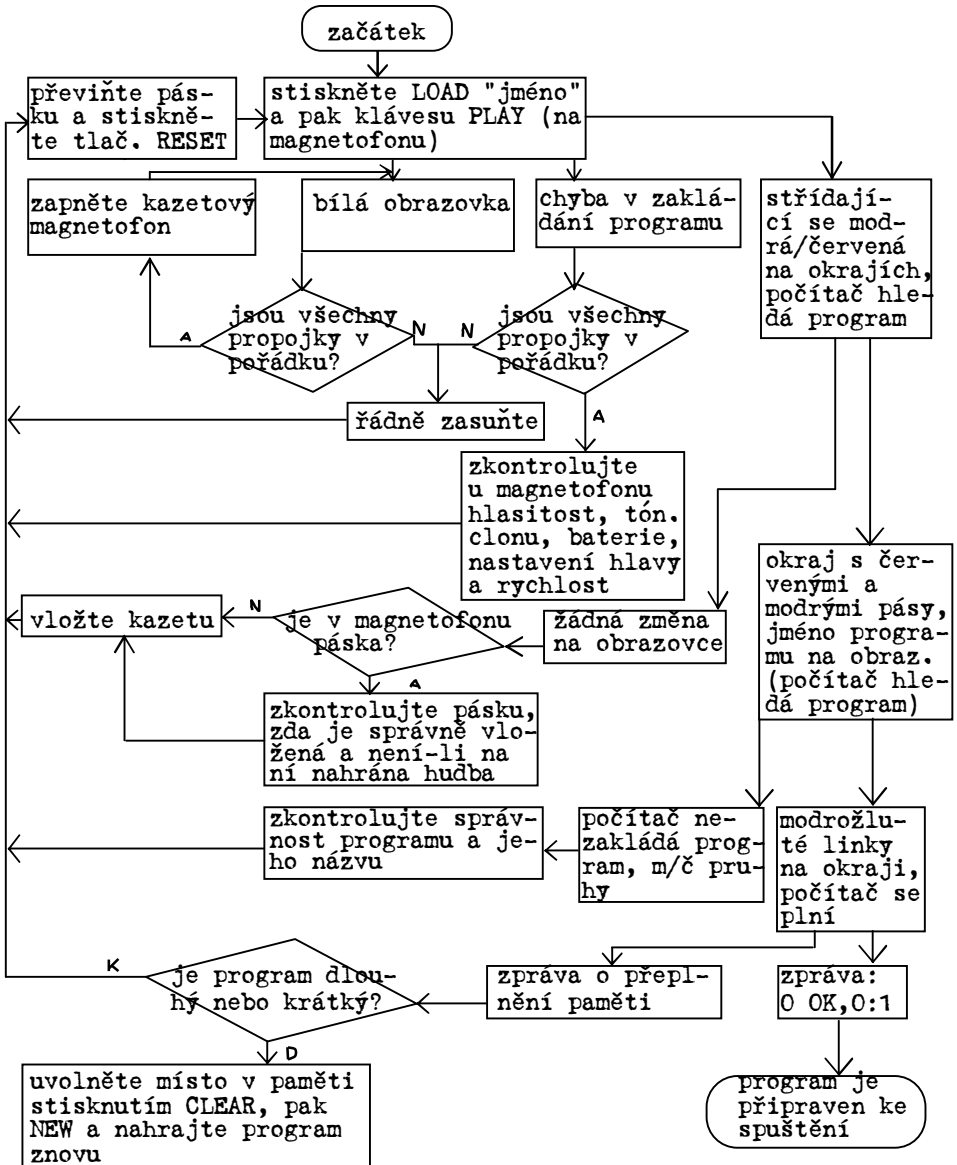 začátek
převiňte pás-
ku a stiskně-
te tlač. RESET
stiskněte LOAD "jméno"
a pak klávesu PLAY (na
magnetofonu)
zapněte kazetový
magnetofon
bílá obrazovka
chyba v zaklá-
dání programu
střídají-
cí se mod-
rá/červená
na okrajích,
počítač hle-
dá program
jsou všechny
propojky v
pořádku?
A
N
N
jsou všechny
propojky v
pořádku?
A
řádně zasuňte
zkontrolujte
u magnetofonu
hlasitost, tón.
clonu, baterie,
nastavení hlavy
a rychlost
okraj s čer-
venými a
modrými pásy,
jméno progra-
mu na obraz.
(počítač hle-
dá program)
vložte kazetu
N
je v magnetofonu
páska?
A
žádná změna
na obrazovce
zkontrolujte pásku,
zda je správně vlo-
žená a není-li na
ní nahrána hudba
zkontrolujte správ-
nost programu a je-
ho názvu
počítač ne-
zakládá prog-
ram, m/č pru-
hy
modrožlu-
té linky
na okraji,
počítač se
plní
K
je program dlou-
hý nebo krátký?
D
zpráva o přepl-
nění paměti
zpráva:
O OK,O:1
uvolněte místo v paměti
stisknutím CLEAR, pak
NEW a nahrajte program
znovu
program je
připraven ke
spuštění